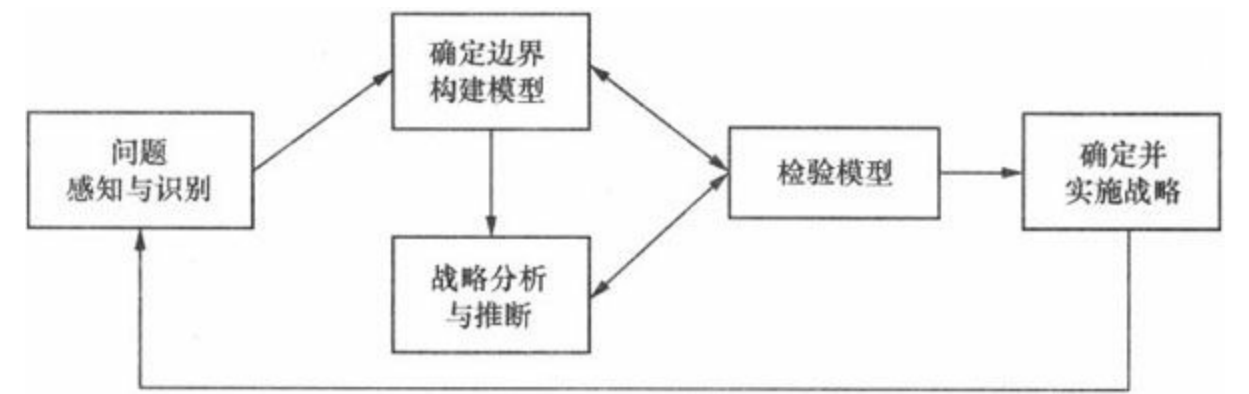 问题
感知与识别
确定边界
构建模型
战略分析
与推断
检验模型
确定并
实施战略